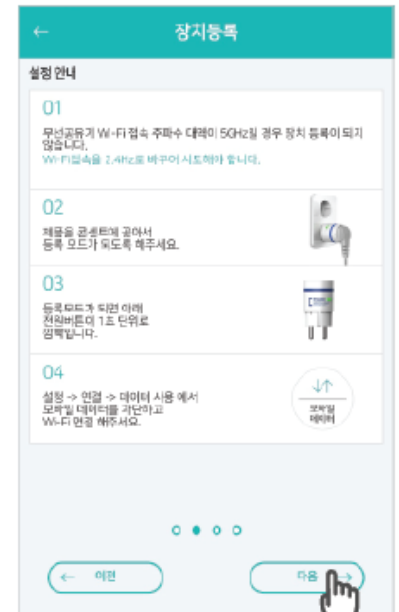 장치등록
설정 안내
01
무선공유기 Wi-Fi 접속 주파수 대역이 5GHz일 경우 장치 등록이 되지
않습니다.
Wi-Fi접속을 2.4Hz로 바꾸어 시도해야 합니다.
02
제품을 콘센트에 꽂아서
등록 모드가 되도록 해주세요.
03
등록모드가 되면 아래
전원버튼이 1초 단위로
깜빡입니다.
04
설정 -> 연결 -> 데이터 사용 에서
모바일 데이터를 차단하고
Wi-Fi 연결 해주세요.
모바일
데이터
이전
다음